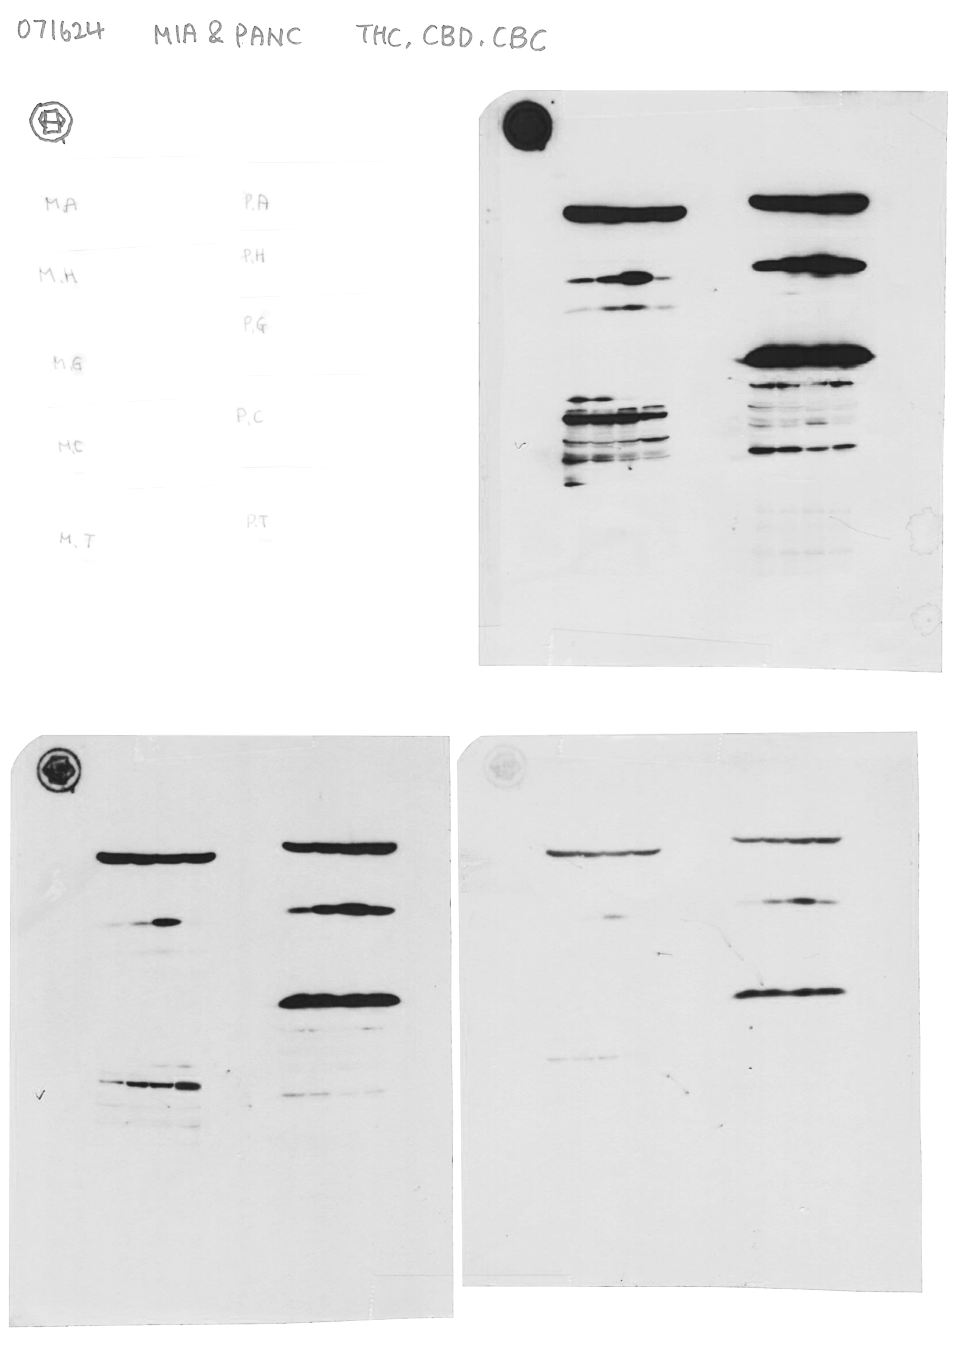 071624 MIA & PANC THC, CBD, CBC
M.A P.A
M.H P.H
P.G
M.G
P.C
M.C
P.T
M.T